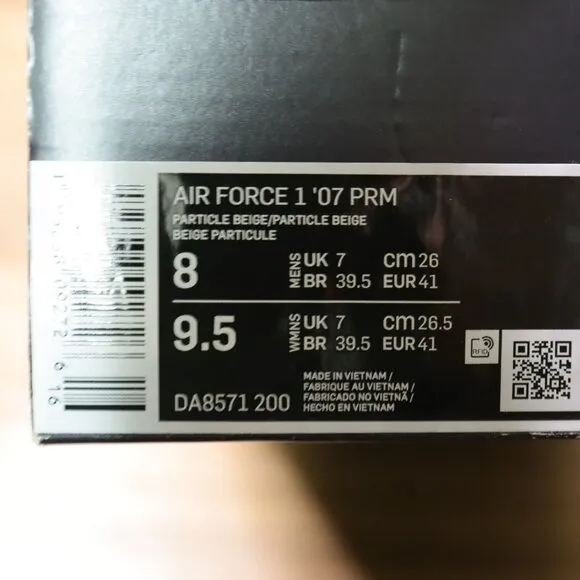 AIR FORCE 1 '07 PRM
PARTICLE BEIGE/PARTICLE BEIGE
BEIGE PARTICULE
8 MENS UK 7 cm 26
BR 39.5 EUR 41
9.5 WMNS UK 7 cm 26.5
BR 39.5 EUR 41
RFID
DA8571 200
MADE IN VIETNAM /
FABRIQUE AU VIETNAM /
FABRICADO NO VIETNÃ /
HECHO EN VIETNAM